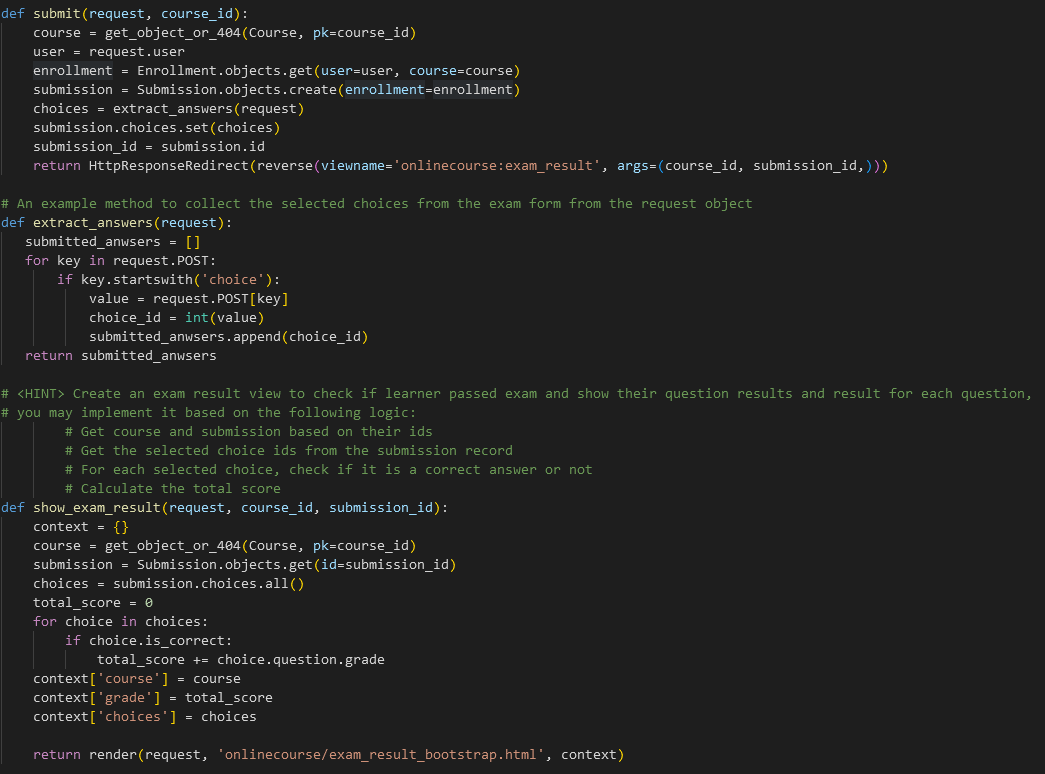 def submit(request, course_id):
    course = get_object_or_404(Course, pk=course_id)
    user = request.user
    enrollment = Enrollment.objects.get(user=user, course=course)
    submission = Submission.objects.create(enrollment=enrollment)
    choices = extract_answers(request)
    submission.choices.set(choices)
    submission_id = submission.id
    return HttpResponseRedirect(reverse(viewname='onlinecourse:exam_result', args=(course_id, submission_id,)))
# An example method to collect the selected choices from the exam form from the request object
def extract_answers(request):
   submitted_anwsers = []
   for key in request.POST:
       if key.startswith('choice'):
           value = request.POST[key]
           choice_id = int(value)
           submitted_anwsers.append(choice_id)
   return submitted_anwsers
# <HINT> Create an exam result view to check if learner passed exam and show their question results and result for each question,
# you may implement it based on the following logic:
        # Get course and submission based on their ids
        # Get the selected choice ids from the submission record
        # For each selected choice, check if it is a correct answer or not
        # Calculate the total score
def show_exam_result(request, course_id, submission_id):
    context = {}
    course = get_object_or_404(Course, pk=course_id)
    submission = Submission.objects.get(id=submission_id)
    choices = submission.choices.all()
    total_score = 0
    for choice in choices:
        if choice.is_correct:
            total_score += choice.question.grade
    context['course'] = course
    context['grade'] = total_score
    context['choices'] = choices
    return render(request, 'onlinecourse/exam_result_bootstrap.html', context)